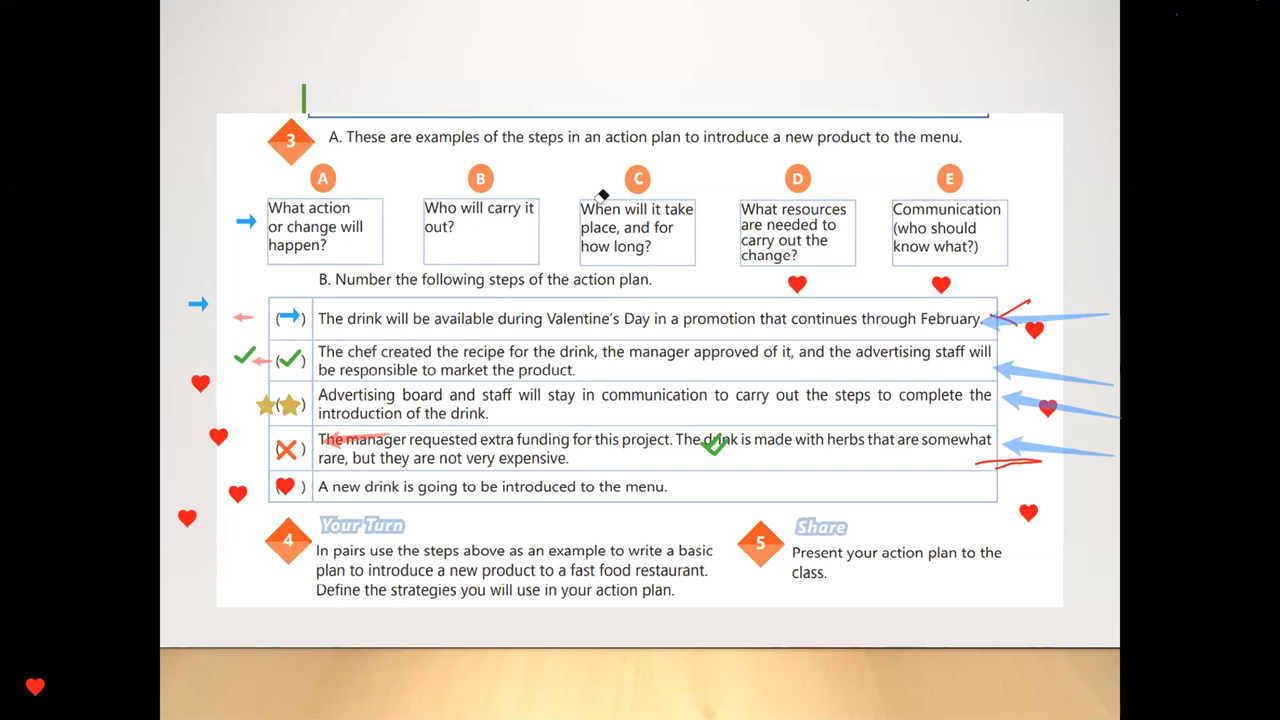 3
A. These are examples of the steps in an action plan to introduce a new product to the menu.
A
B
C
D
E
What action
or change will
happen?
Who will carry it
out?
When will it take
place, and for
how long?
What resources
are needed to
carry out the
change?
Communication
(who should
know what?)
B. Number the following steps of the action plan.
( ) The drink will be available during Valentine's Day in a promotion that continues through February.
( ) The chef created the recipe for the drink, the manager approved of it, and the advertising staff will
be responsible to market the product.
( ) Advertising board and staff will stay in communication to carry out the steps to complete the
introduction of the drink.
( ) The manager requested extra funding for this project. The drink is made with herbs that are somewhat
rare, but they are not very expensive.
( ) A new drink is going to be introduced to the menu.
4
Your Turn
In pairs use the steps above as an example to write a basic
plan to introduce a new product to a fast food restaurant.
Define the strategies you will use in your action plan.
5
Share
Present your action plan to the
class.